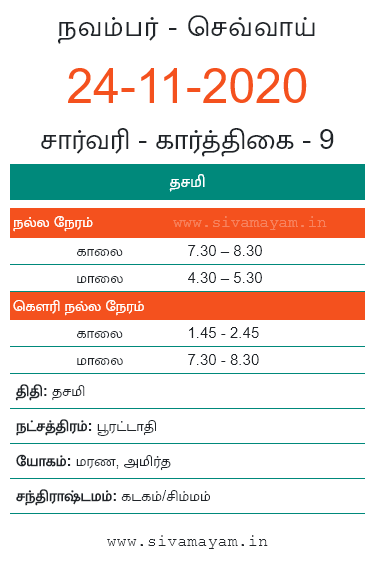 நவம்பர் - செவ்வாய்
24-11-2020
சார்வரி - கார்த்திகை - 9
தசமி
நல்ல நேரம் www.sivamayam.in
காலை 7.30 – 8.30
மாலை 4.30 – 5.30
கௌரி நல்ல நேரம்
காலை 1.45 - 2.45
மாலை 7.30 - 8.30
திதி: தசமி
நட்சத்திரம்: பூரட்டாதி
யோகம்: மரண, அமிர்த
சந்திராஷ்டமம்: கடகம்/சிம்மம்
www.sivamayam.in